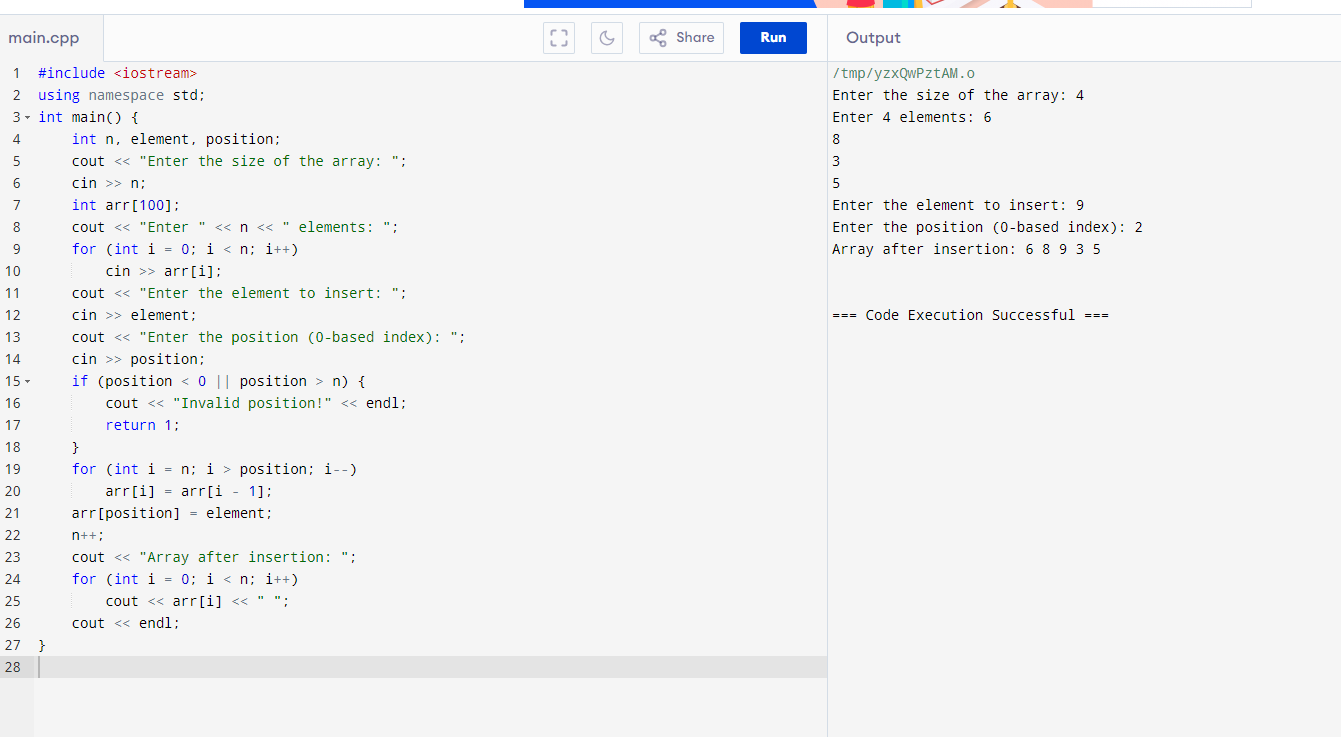 main.cpp
Share
Run
Output
1 #include <iostream>
2 using namespace std;
3 int main() {
4     int n, element, position;
5     cout << "Enter the size of the array: ";
6     cin >> n;
7     int arr[100];
8     cout << "Enter " << n << " elements: ";
9     for (int i = 0; i < n; i++)
10         cin >> arr[i];
11     cout << "Enter the element to insert: ";
12     cin >> element;
13     cout << "Enter the position (0-based index): ";
14     cin >> position;
15     if (position < 0 || position > n) {
16         cout << "Invalid position!" << endl;
17         return 1;
18     }
19     for (int i = n; i > position; i--)
20         arr[i] = arr[i - 1];
21     arr[position] = element;
22     n++;
23     cout << "Array after insertion: ";
24     for (int i = 0; i < n; i++)
25         cout << arr[i] << " ";
26     cout << endl;
27 }
28
/tmp/yzxQwPztAM.o
Enter the size of the array: 4
Enter 4 elements: 6
8
3
5
Enter the element to insert: 9
Enter the position (0-based index): 2
Array after insertion: 6 8 9 3 5
=== Code Execution Successful ===